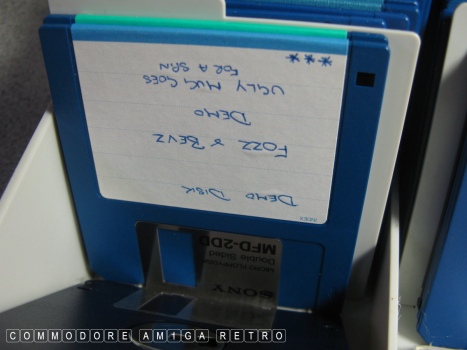 SONY
Double Sided
MFD-2DD
DEMO DISK
FOZZ & BEVZ
DEMO
UGLY MUG GOES
FOR A SPIN
***
COMMODORE AMIGA RETRO